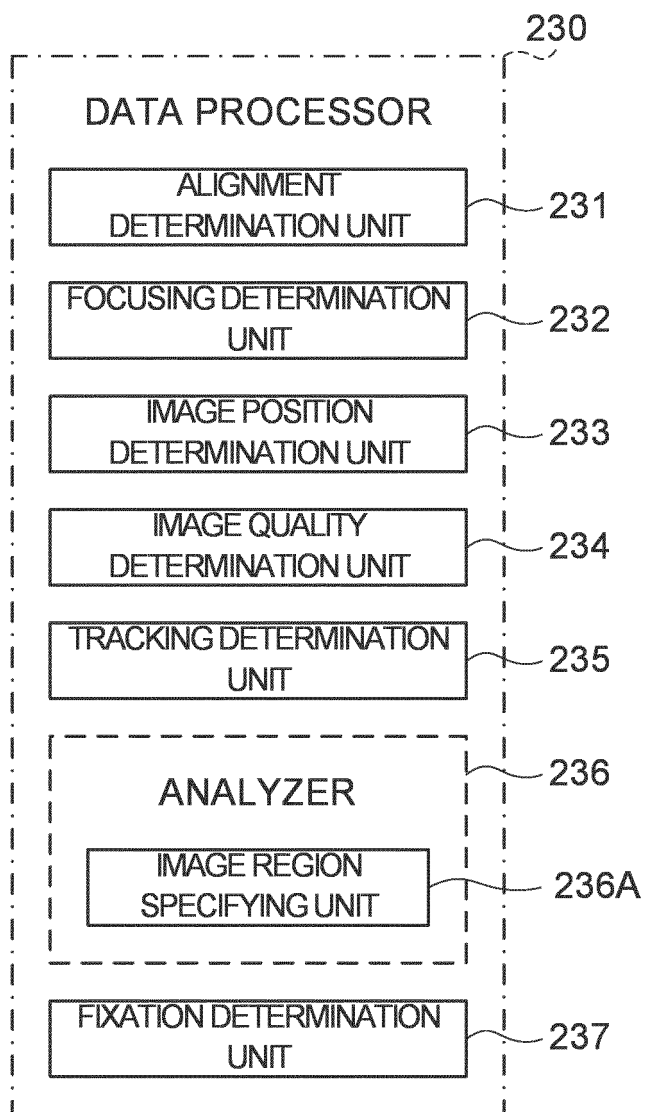 230
DATA PROCESSOR
ALIGNMENT
DETERMINATION UNIT
231
FOCUSING DETERMINATION
UNIT
232
IMAGE POSITION
DETERMINATION UNIT
233
IMAGE QUALITY
DETERMINATION UNIT
234
TRACKING DETERMINATION
UNIT
235
236
ANALYZER
IMAGE REGION
SPECIFYING UNIT
236A
FIXATION DETERMINATION
UNIT
237